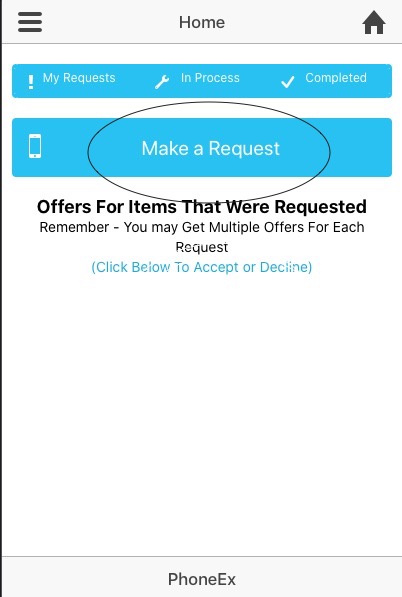 Home
My Requests In Process Completed
Make a Request
Offers For Items That Were Requested
Remember - You may Get Multiple Offers For Each
Request
(Click Below To Accept or Decline)
PhoneEx